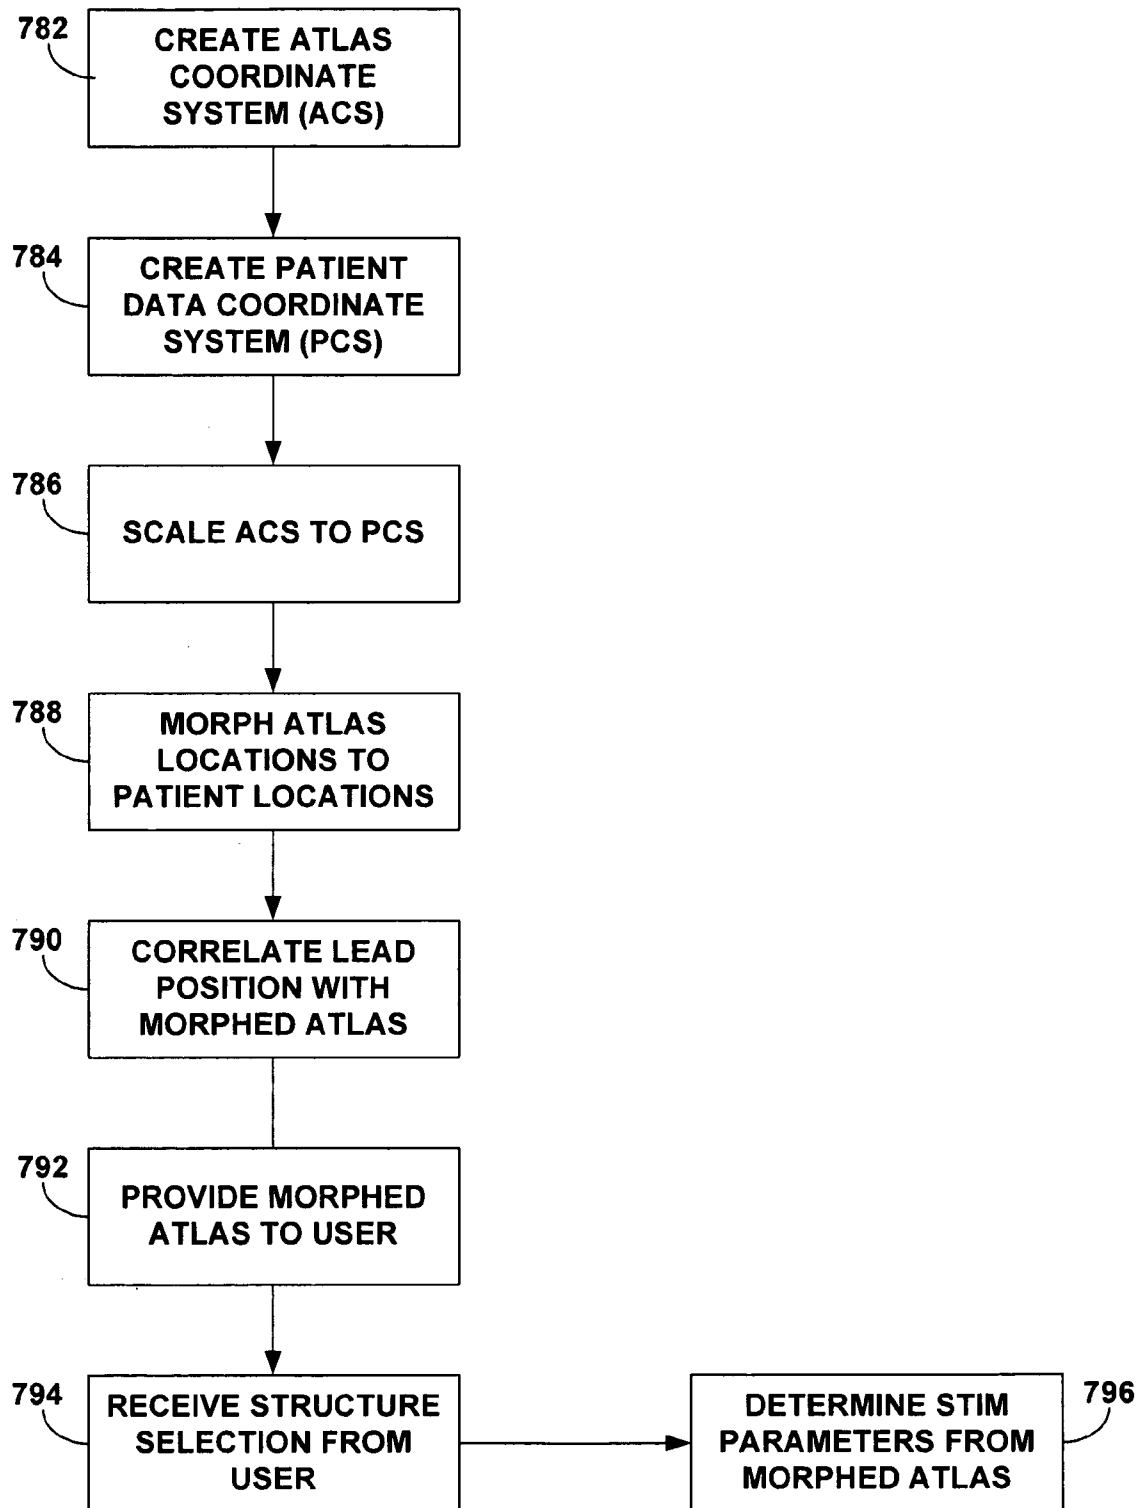 782
CREATE ATLAS
COORDINATE
SYSTEM (ACS)
784
CREATE PATIENT
DATA COORDINATE
SYSTEM (PCS)
786
SCALE ACS TO PCS
788
MORPH ATLAS
LOCATIONS TO
PATIENT LOCATIONS
790
CORRELATE LEAD
POSITION WITH
MORPHED ATLAS
792
PROVIDE MORPHED
ATLAS TO USER
794
RECEIVE STRUCTURE
SELECTION FROM
USER
796
DETERMINE STIM
PARAMETERS FROM
MORPHED ATLAS